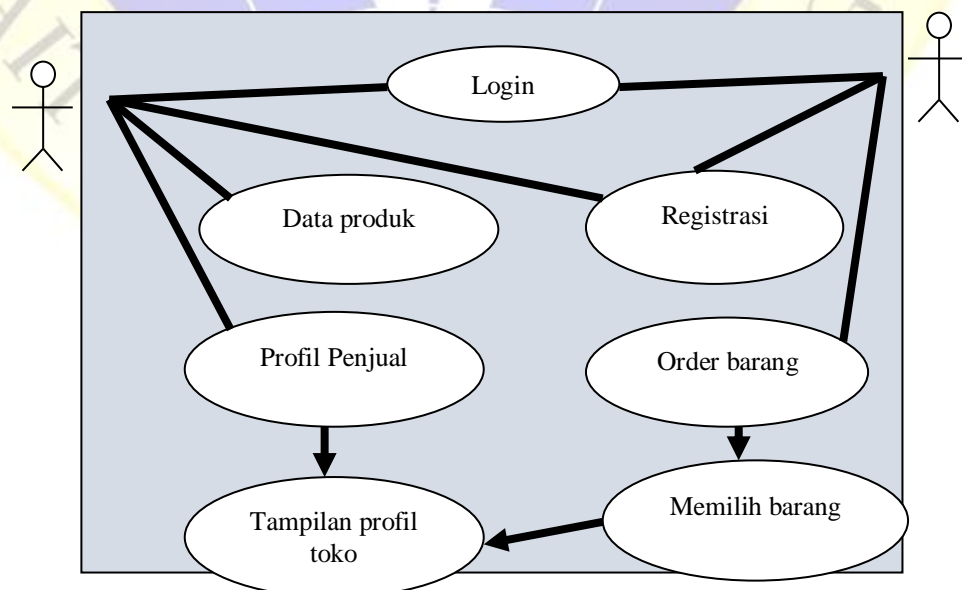 Login
Data produk
Registrasi
Profil Penjual
Order barang
Tampilan profil
toko
Memilih barang